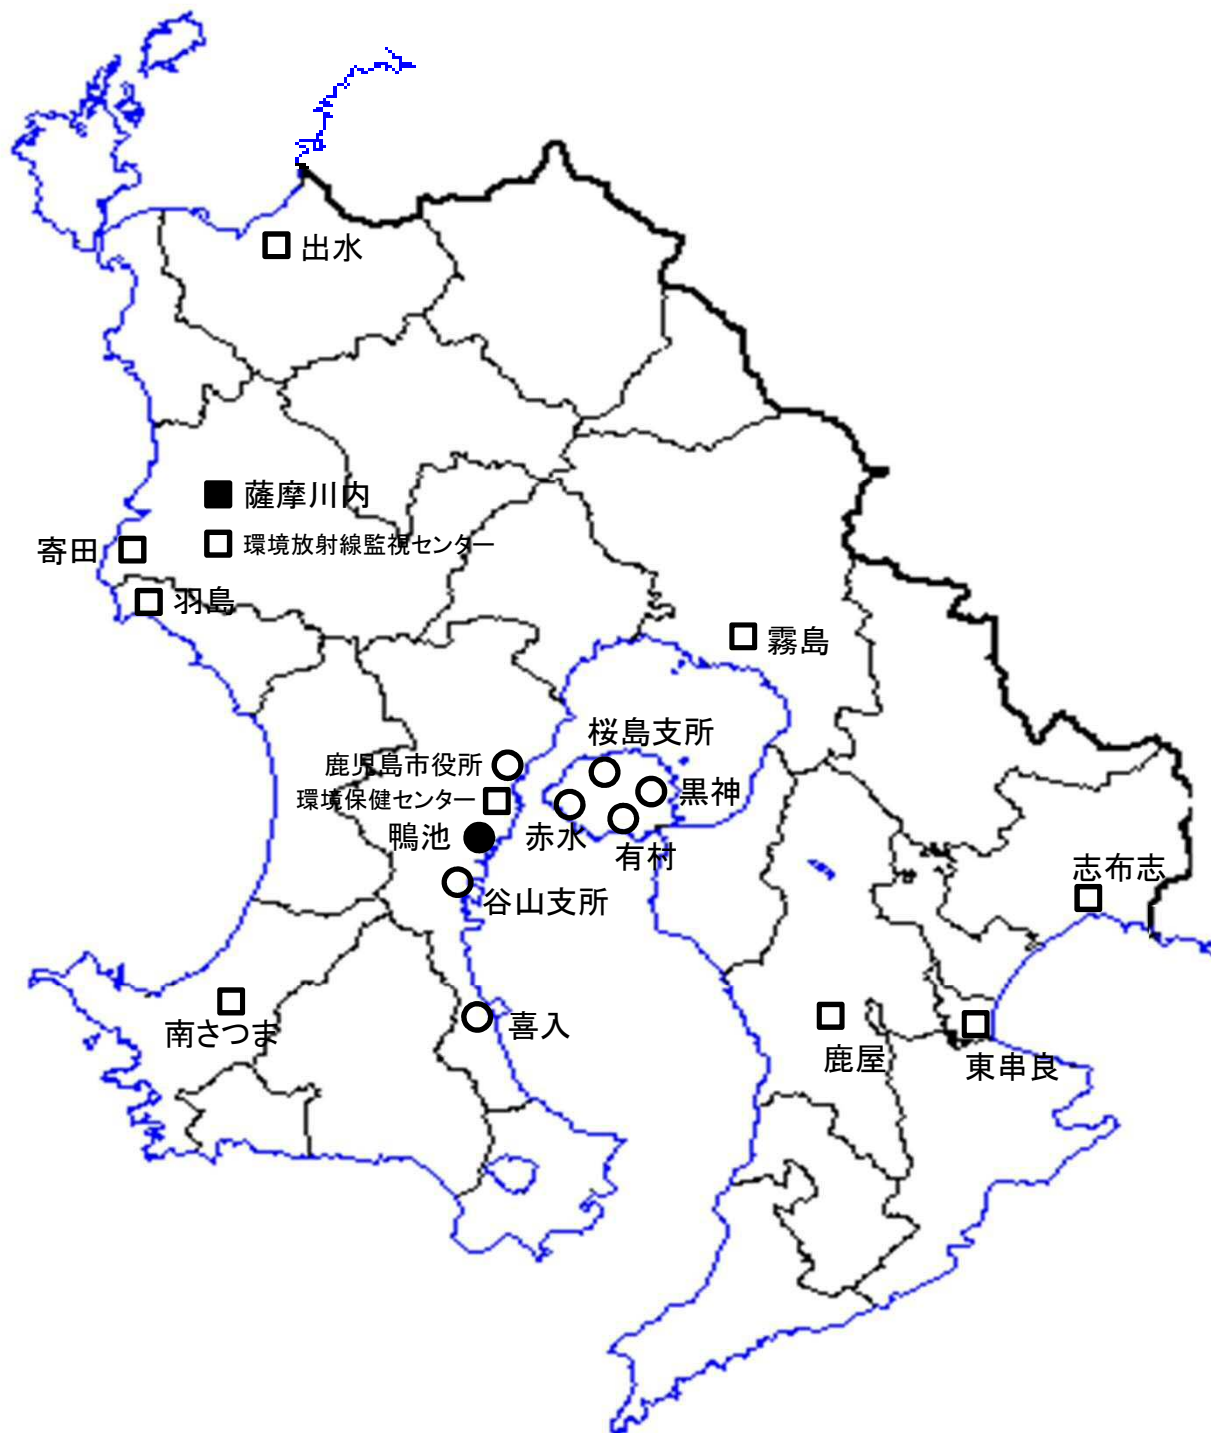 出水
薩摩川内
寄田
環境放射線監視センター
羽島
霧島
桜島支所
鹿児島市役所
黒神
環境保健センター
鴨池
赤水
有村
志布志
谷山支所
南さつま
喜入
鹿屋
東串良